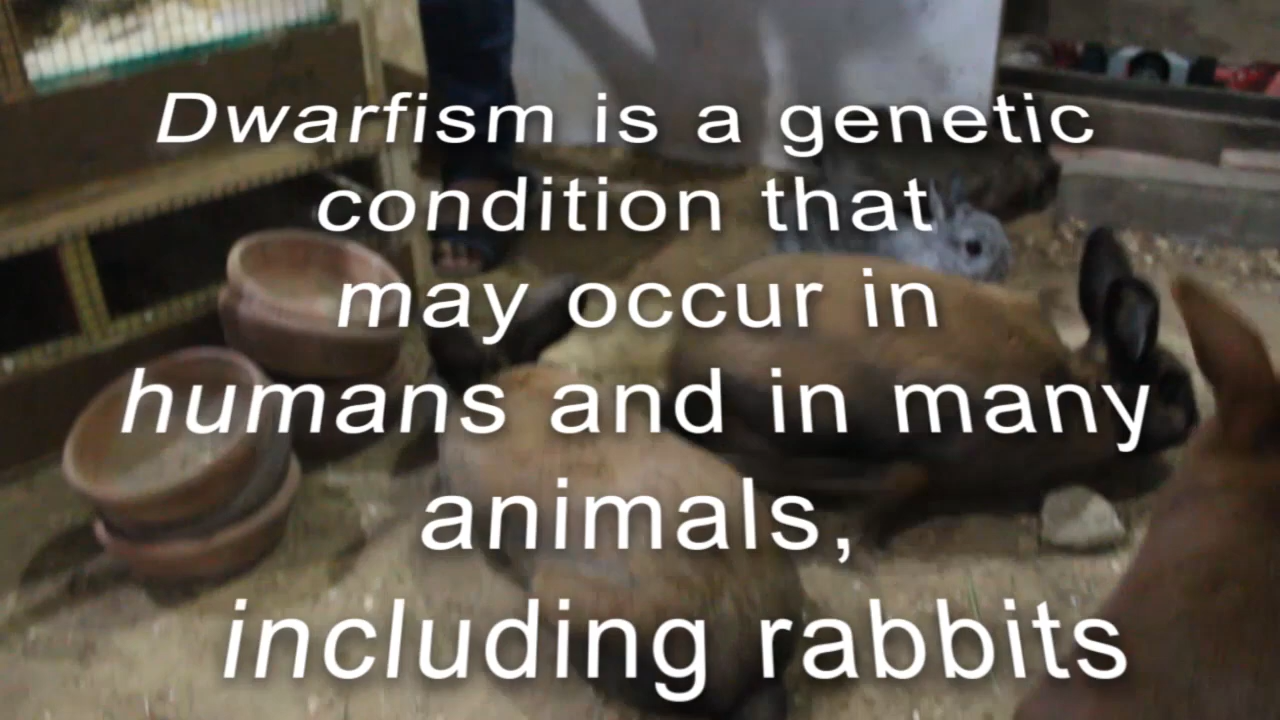 Dwarfism is a genetic
condition that
may occur in
humans and in many
animals,
including rabbits